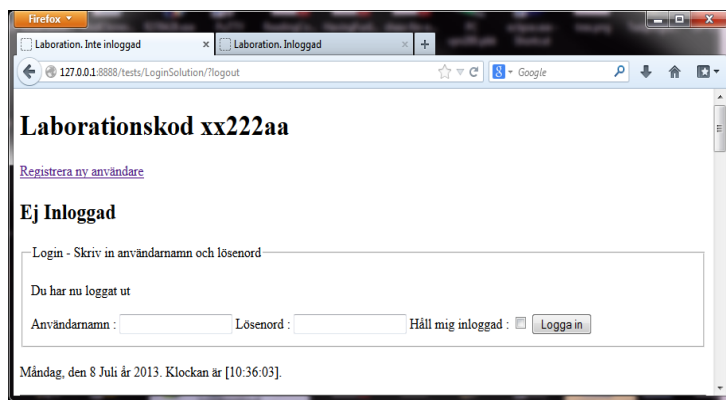 Firefox
Laboration. Inte inloggad
Laboration. Inloggad
127.0.0.1:8888/tests/LoginSolution/?logout
Google
Laborationskod xx222aa
Registrera ny användare
Ej Inloggad
Login - Skriv in användarnamn och lösenord
Du har nu loggat ut
Användarnamn : Lösenord : Håll mig inloggad : Logga in
Måndag, den 8 Juli år 2013. Klockan är [10:36:03].